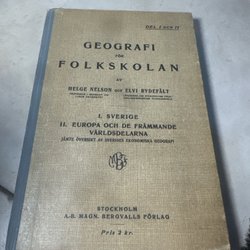 DEL I OCH II
GEOGRAFI
FÖR
FOLKSKOLAN
AV
HELGE NELSON OCH ELVI RYDEFÄLT
I. SVERIGE
II. EUROPA OCH DE FRÄMMANDE
VÄRLDSDELARNA
JÄMTE ÖVERSIKT AV SVERIGES EKONOMISKA GEOGRAFI
STOCKHOLM
A.-B. MAGN. BERGVALLS FÖRLAG
Pris 2 kr.